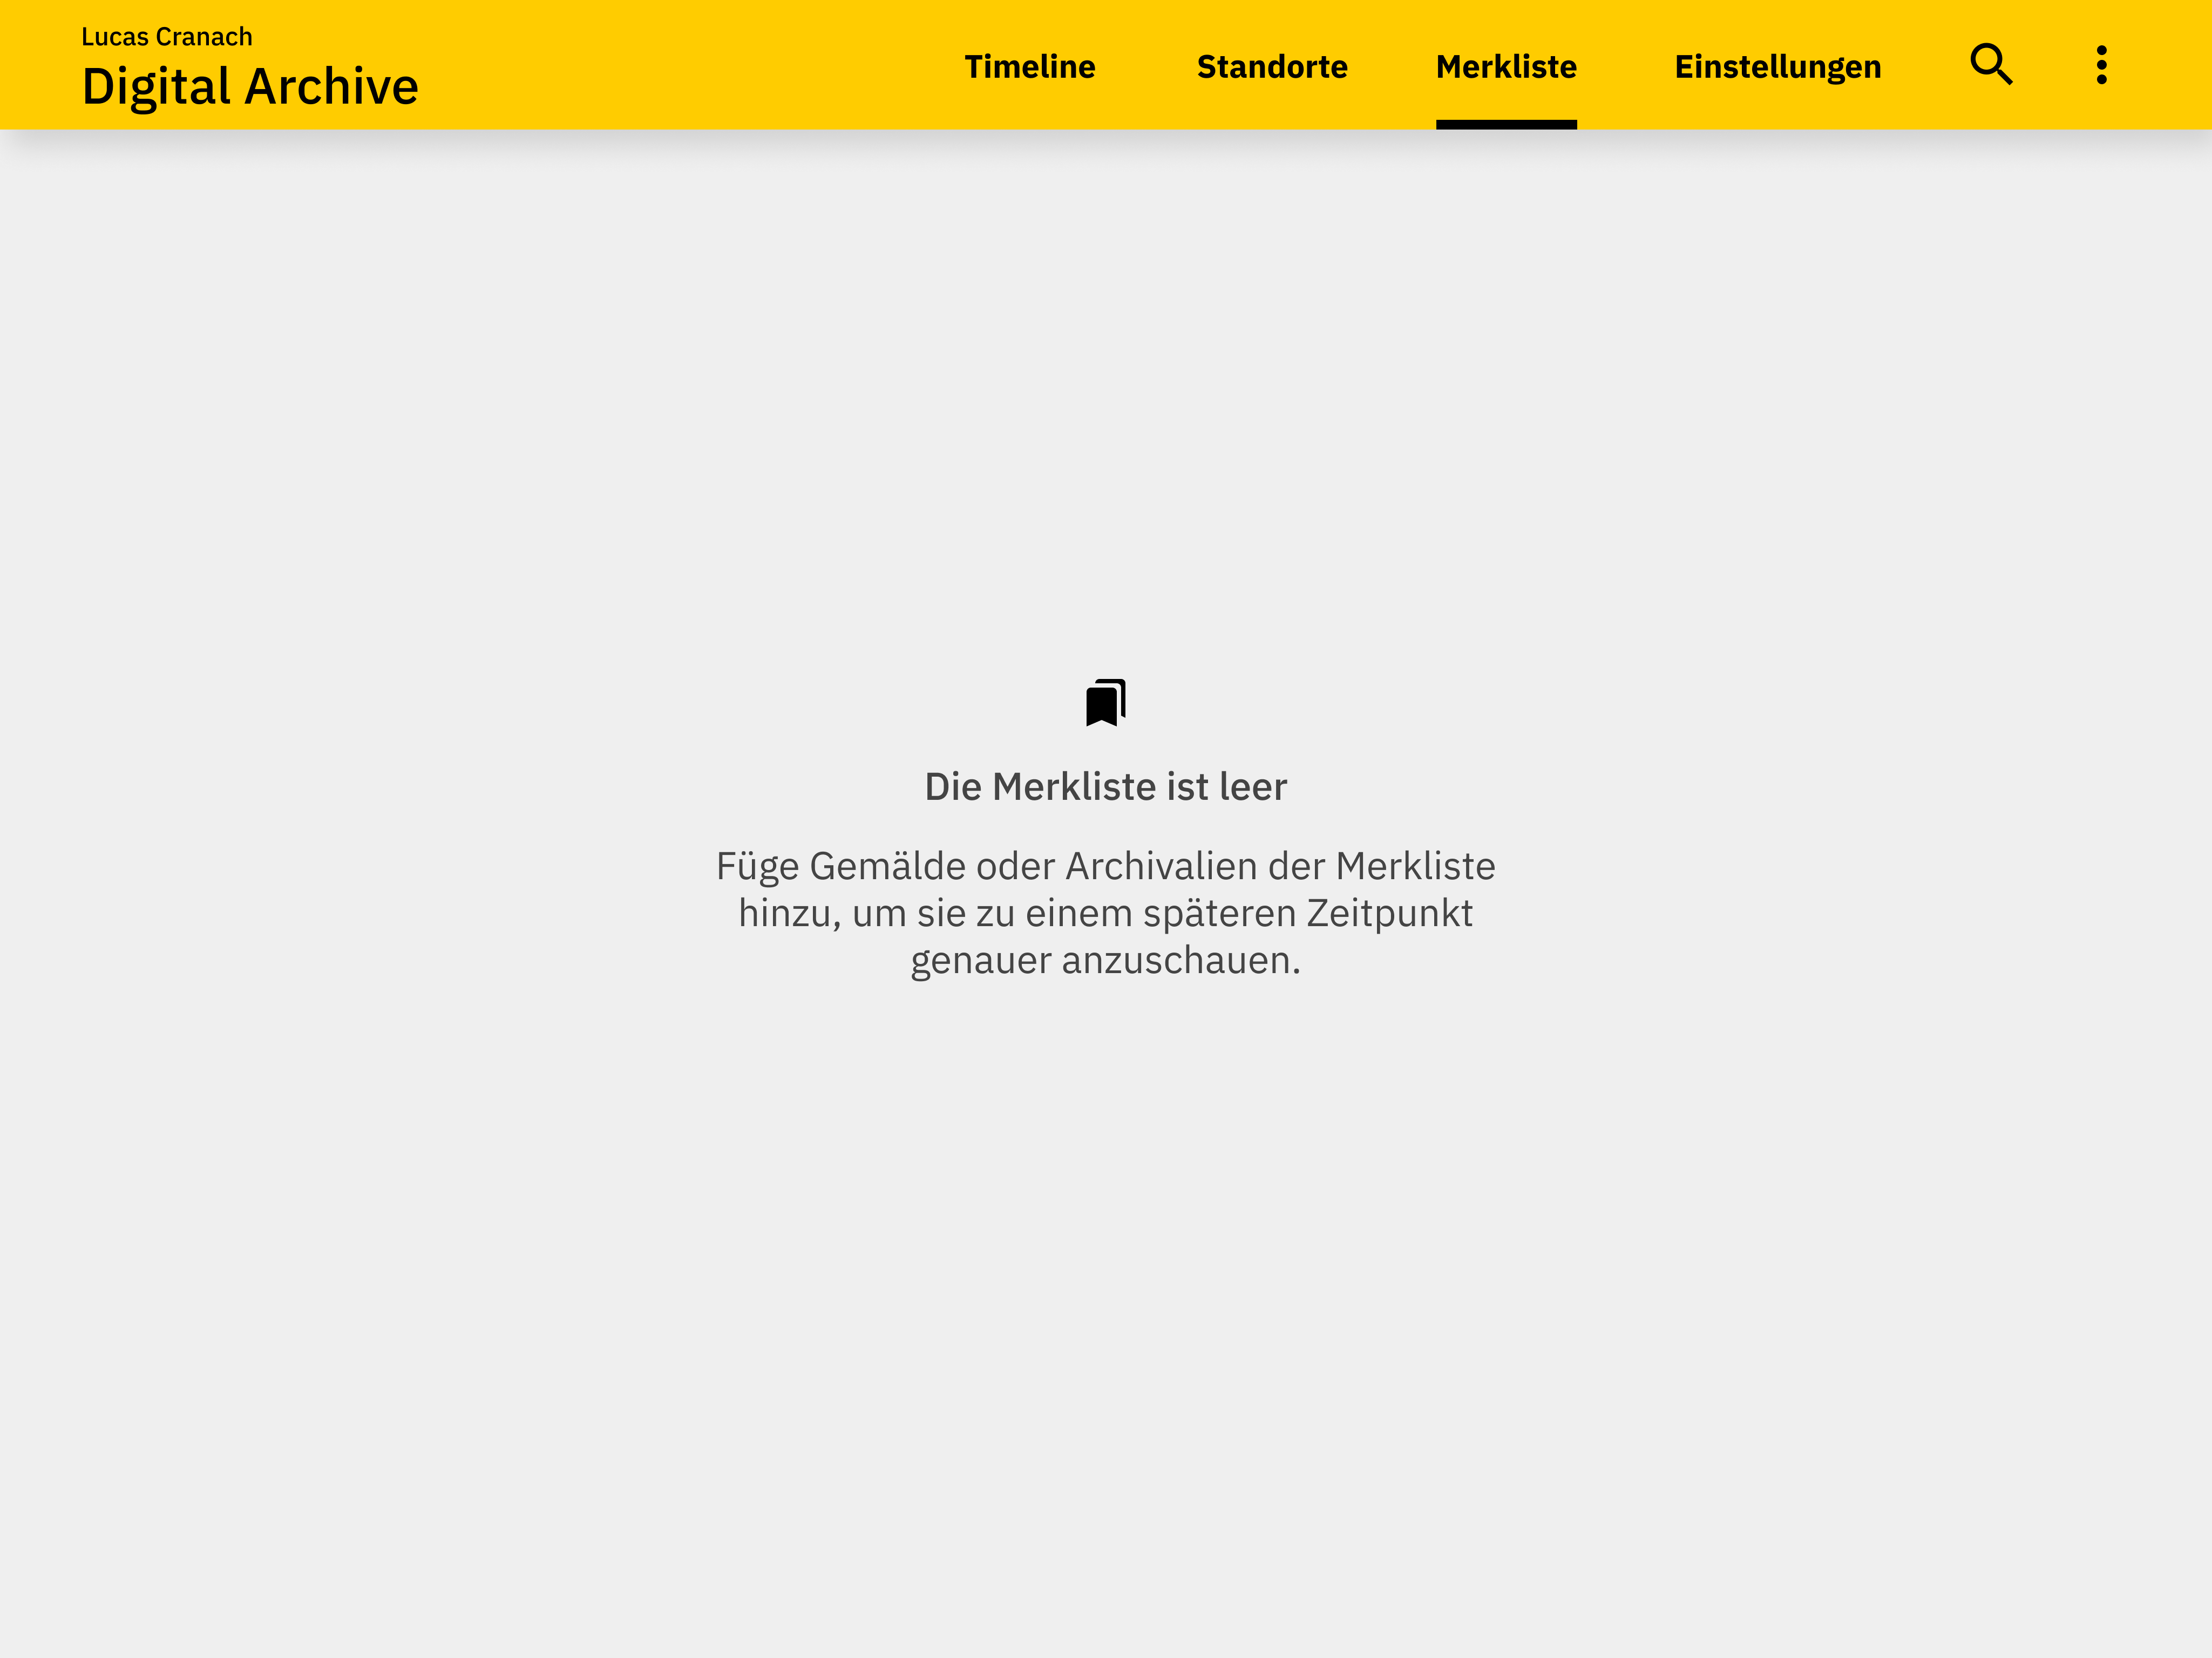 Lucas Cranach
Digital Archive
Timeline
Standorte
Merkliste
Einstellungen
Die Merkliste ist leer
Füge Gemälde oder Archivalien der Merkliste
hinzu, um sie zu einem späteren Zeitpunkt
genauer anzuschauen.